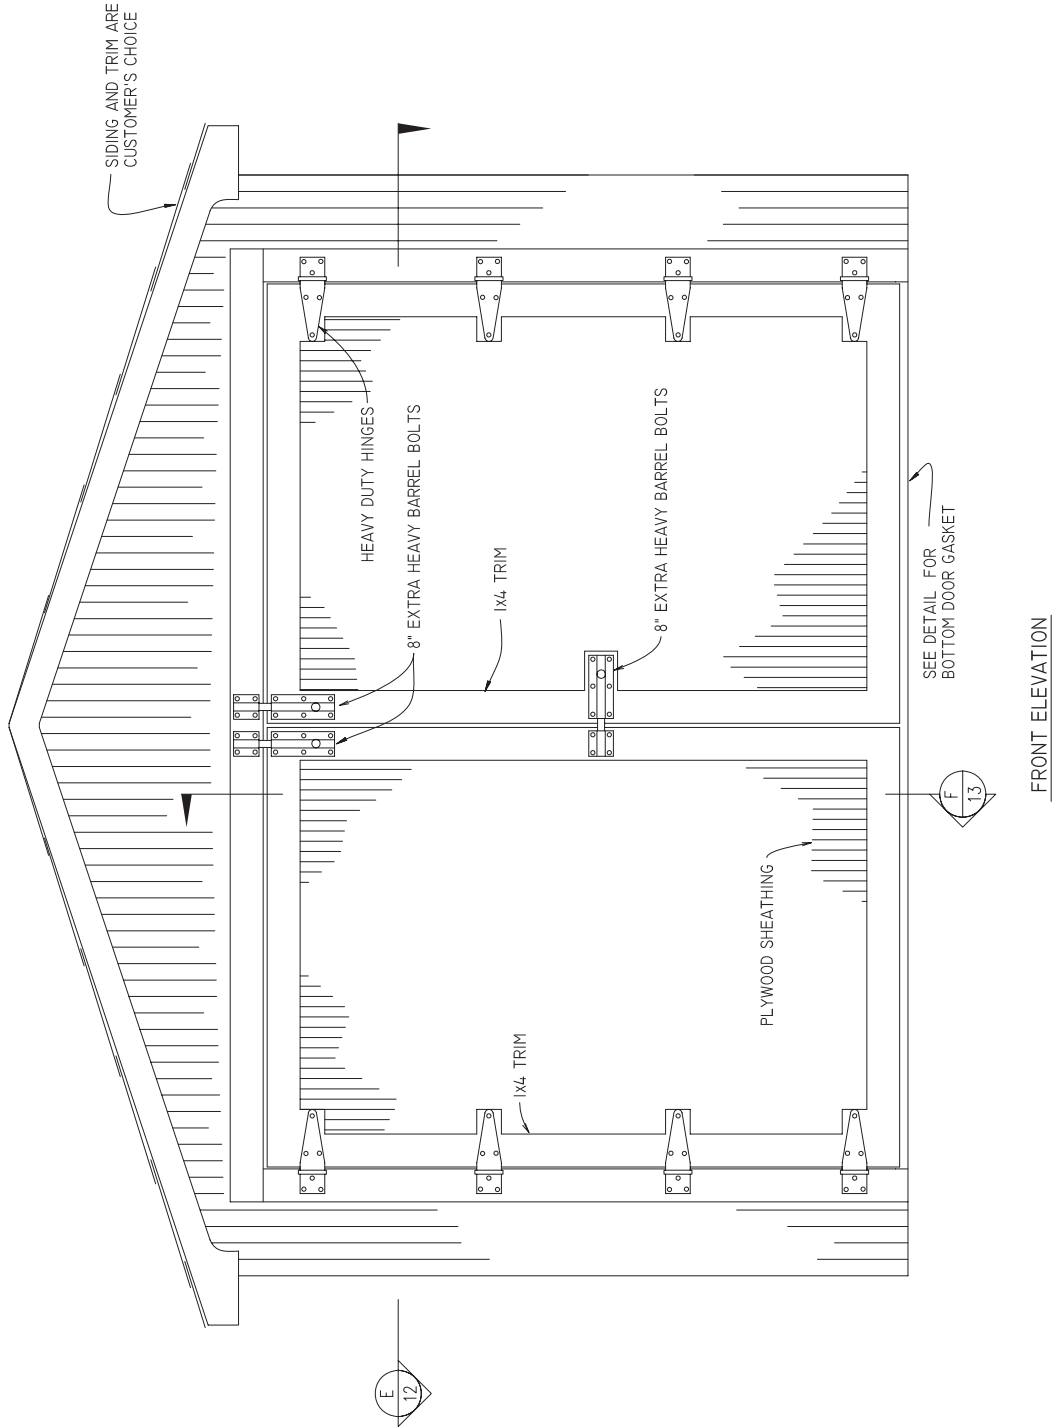 SIDING AND TRIM ARE
CUSTOMER'S CHOICE
HEAVY DUTY HINGES
8" EXTRA HEAVY BARREL BOLTS
1x4 TRIM
8" EXTRA HEAVY BARREL BOLTS
SEE DETAIL FOR
BOTTOM DOOR GASKET
PLYWOOD SHEATHING
1x4 TRIM
E
12
F
13
FRONT ELEVATION